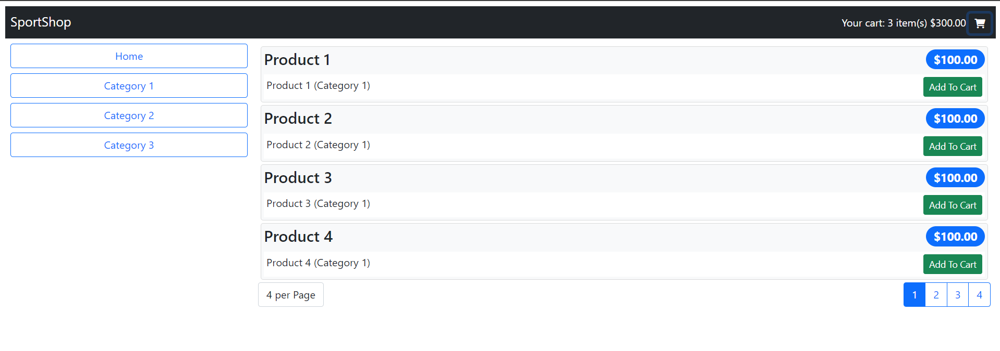 SportShop
Your cart: 3 item(s) $300.00
Home
Category 1
Category 2
Category 3
Product 1
$100.00
Product 1 (Category 1)
Add To Cart
Product 2
$100.00
Product 2 (Category 1)
Add To Cart
Product 3
$100.00
Product 3 (Category 1)
Add To Cart
Product 4
$100.00
Product 4 (Category 1)
Add To Cart
4 per Page
1 2 3 4